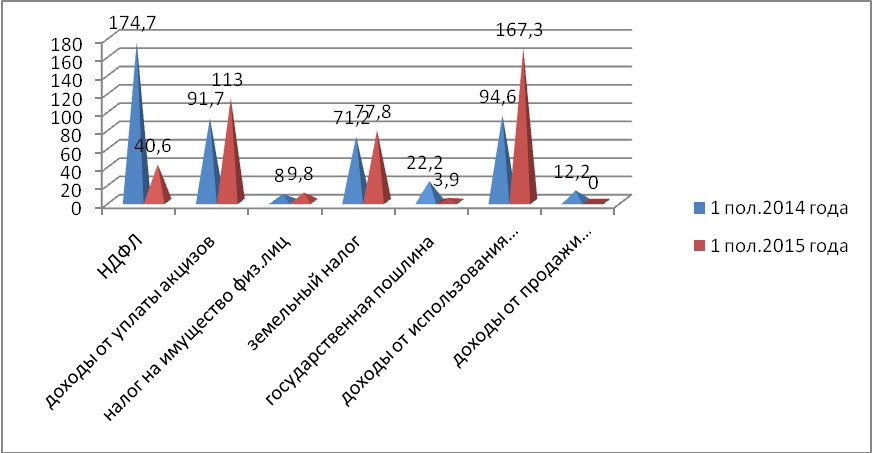 174,7
167,3
180
160
140
120
100
80
60
40
20
0
113
91,7
94,6
71,2
77,8
40,6
8
9,8
22,2
3,9
12,2
0
НДФЛ
доходы от уплаты акцизов
налог на имущество физ.лиц
земельный налог
государственная пошлина
доходы от использования...
доходы от продажи...
1 пол.2014 года
1 пол.2015 года